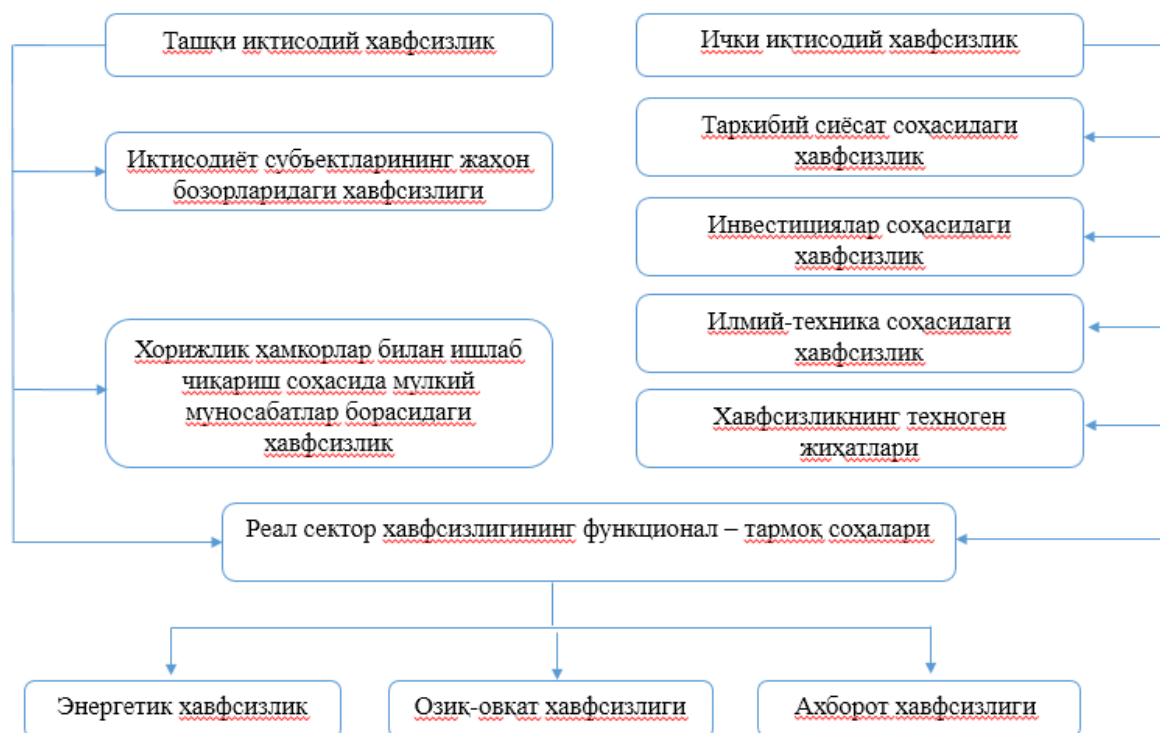 Ташқи иқтисодий хавфсизлик
Иқтисодиёт субъектларининг жаҳон
бозорларидаги хавфсизлиги
Хорижлик ҳамкорлар билан ишлаб
чиқариш соҳасида мулкий
муносабатлар борасидаги
хавфсизлик
Ички иқтисодий хавфсизлик
Таркибий сиёсат соҳасидаги
хавфсизлик
Инвестициялар соҳасидаги
хавфсизлик
Илмий-техника соҳасидаги
хавфсизлик
Хавфсизликнинг техноген
жиҳатлари
Реал сектор хавфсизлигининг функционал – тармоқ соҳалари
Энергетик хавфсизлик
Озиқ-овқат хавфсизлиги
Ахборот хавфсизлиги